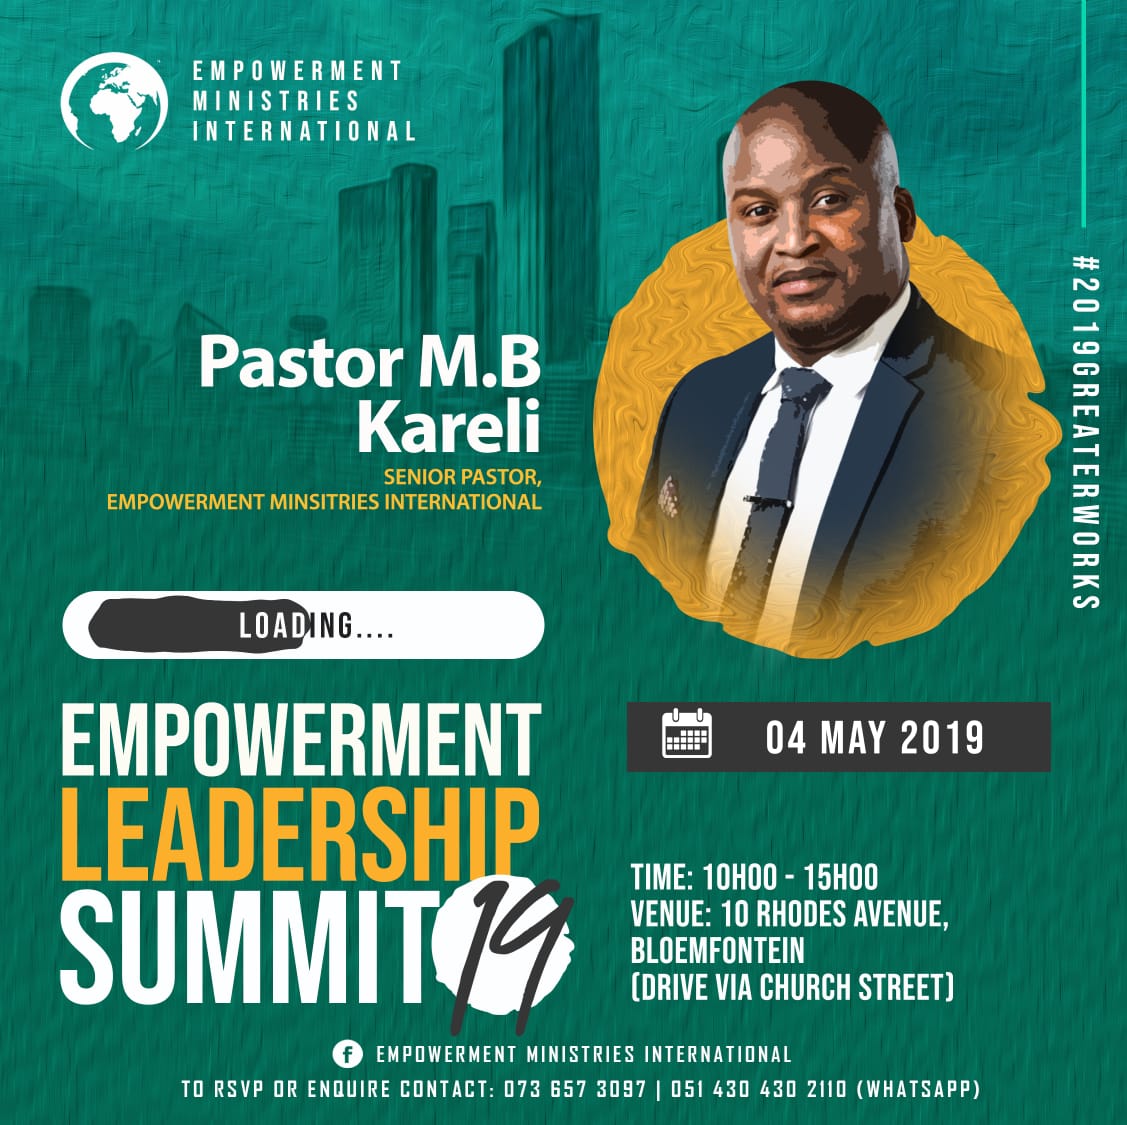 EMPOWERMENT
MINISTRIES
INTERNATIONAL
#2019GREATERWORKS
Pastor M.B
Kareli
SENIOR PASTOR,
EMPOWERMENT MINSITRIES INTERNATIONAL
LOADING....
EMPOWERMENT
LEADERSHIP
SUMMIT 19
04 MAY 2019
TIME: 10H00 - 15H00
VENUE: 10 RHODES AVENUE,
BLOEMFONTEIN
(DRIVE VIA CHURCH STREET)
f EMPOWERMENT MINISTRIES INTERNATIONAL
TO RSVP OR ENQUIRE CONTACT: 073 657 3097 | 051 430 430 2110 (WHATSAPP)